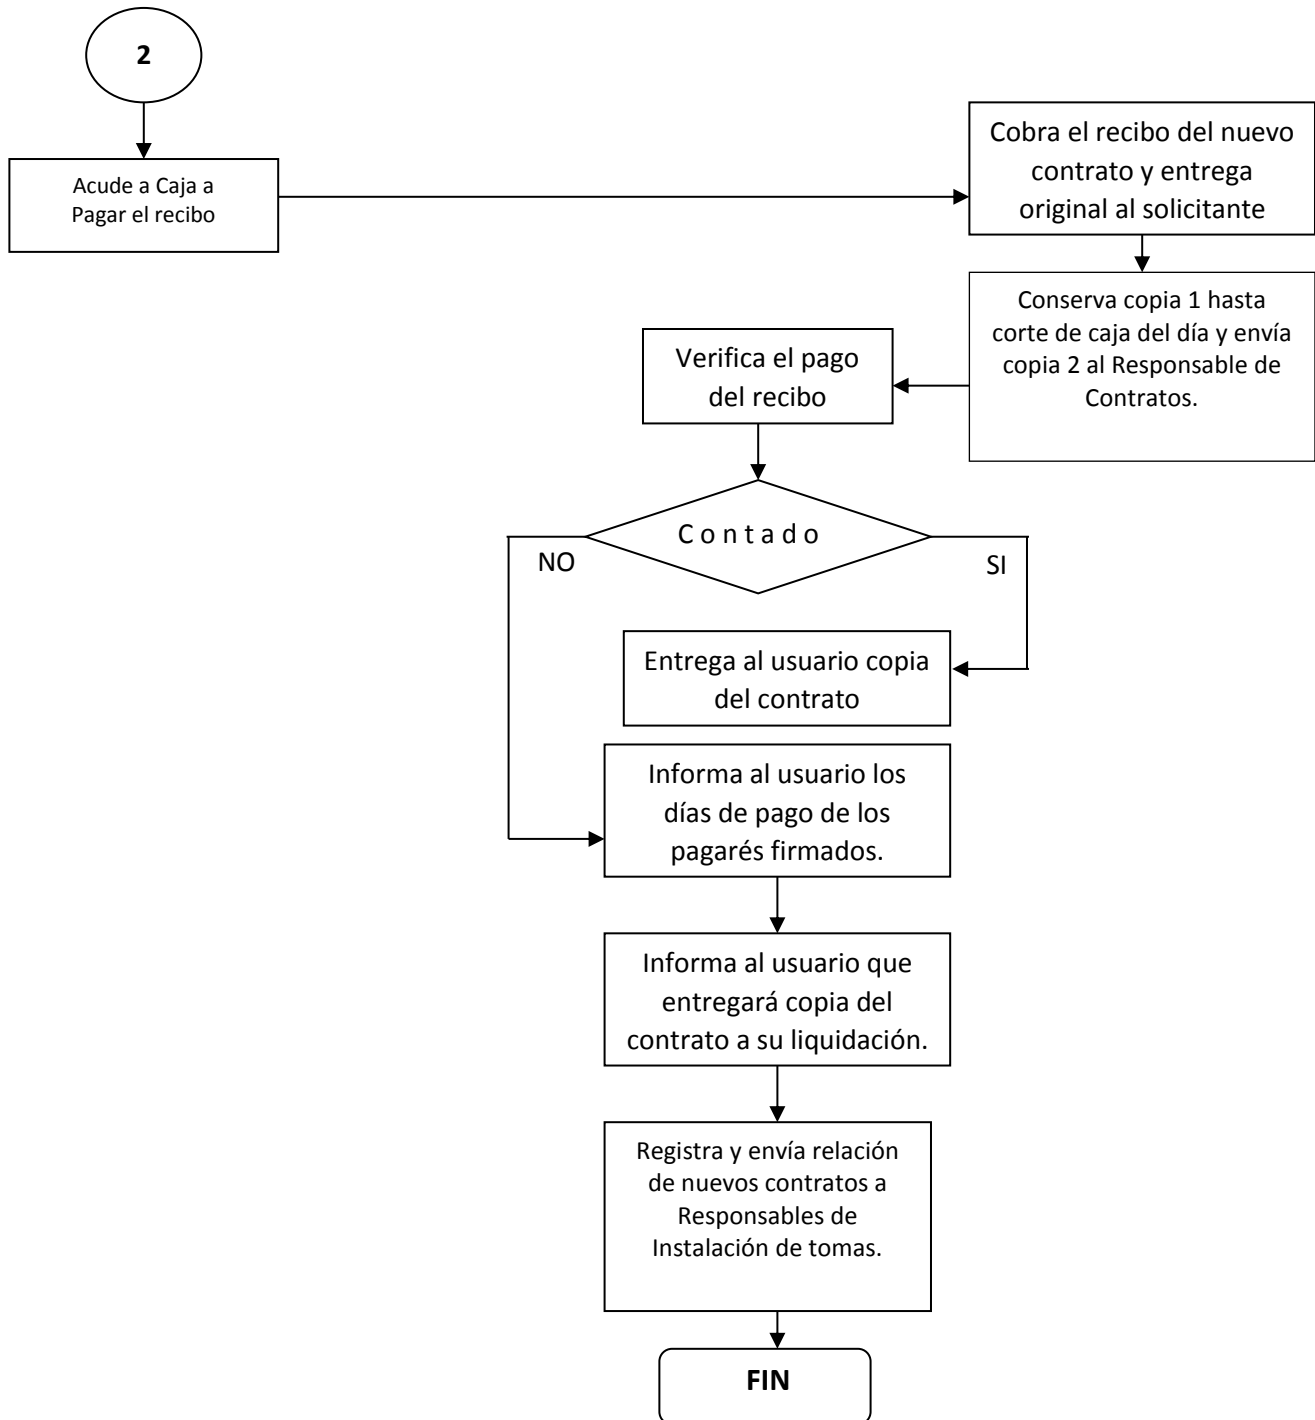 2
Acude a Caja a
Pagar el recibo
Cobra el recibo del nuevo
contrato y entrega
original al solicitante
Conserva copia 1 hasta
corte de caja del día y envía
copia 2 al Responsable de
Contratos.
Verifica el pago
del recibo
Contado
NO
SI
Entrega al usuario copia
del contrato
Informa al usuario los
días de pago de los
pagarés firmados.
Informa al usuario que
entregará copia del
contrato a su liquidación.
Registra y envía relación
de nuevos contratos a
Responsables de
Instalación de tomas.
FIN